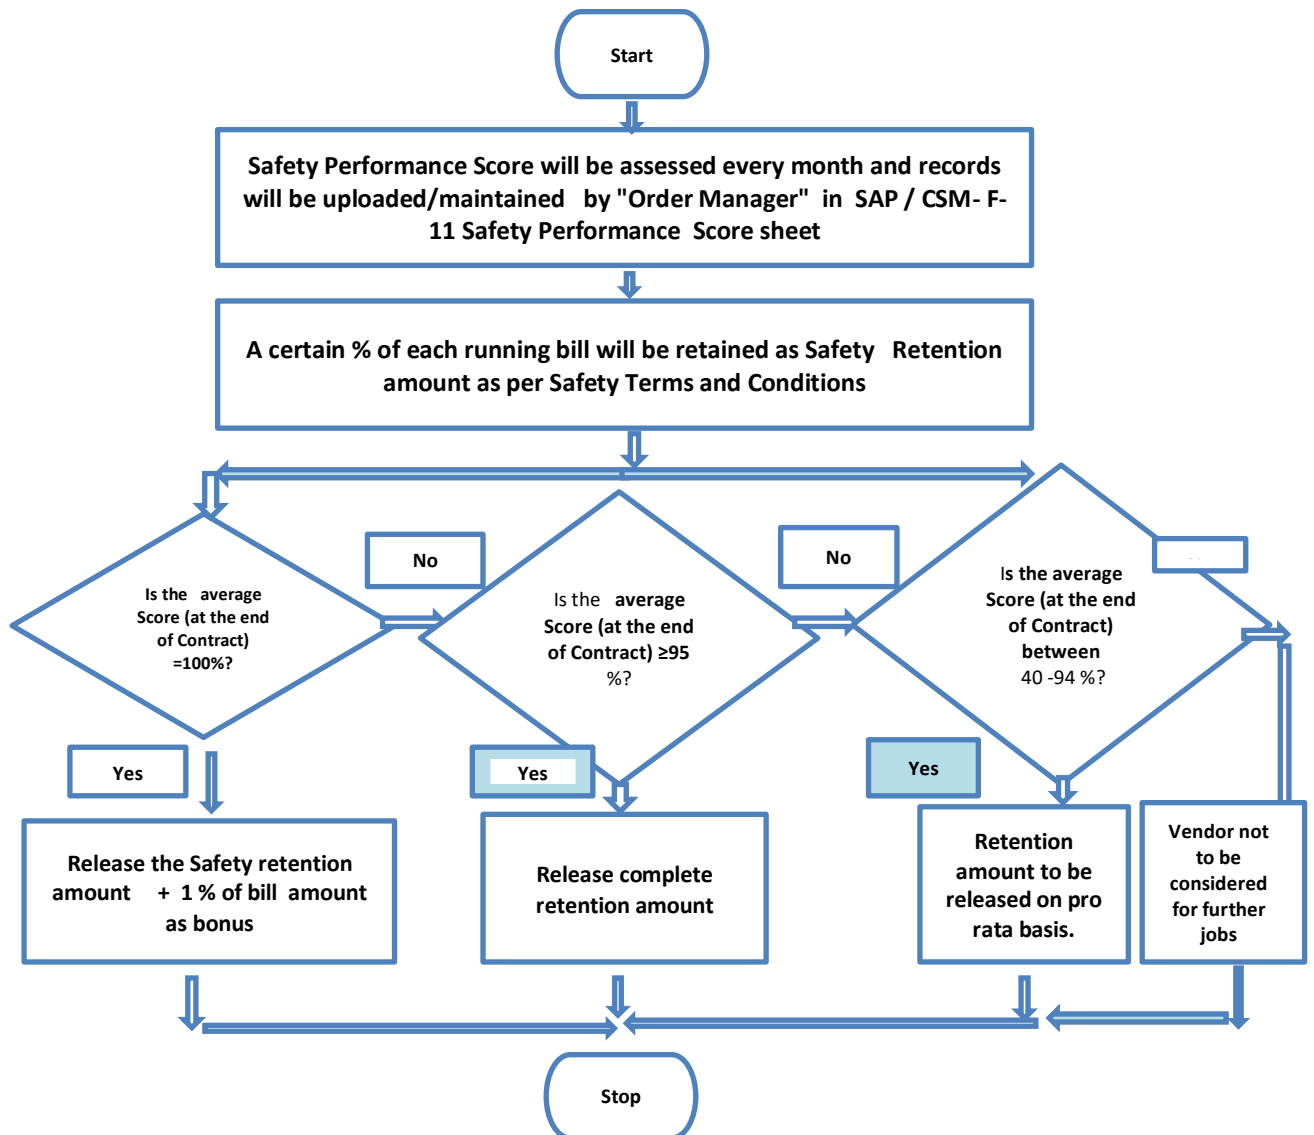 Start
Safety Performance Score will be assessed every month and records
will be uploaded/maintained by "Order Manager" in SAP / CSM- F-
11 Safety Performance Score sheet
A certain % of each running bill will be retained as Safety Retention
amount as per Safety Terms and Conditions
Is the average
Score (at the end
of Contract)
=100%?
No
Is the average
Score (at the end
of Contract) ≥95
%?
No
Is the average
Score (at the end
of Contract)
between
40 -94 %?
Yes
Yes
Yes
Release the Safety retention
amount + 1 % of bill amount
as bonus
Release complete
retention amount
Retention
amount to be
released on pro
rata basis.
Vendor not
to be
considered
for further
jobs
Stop